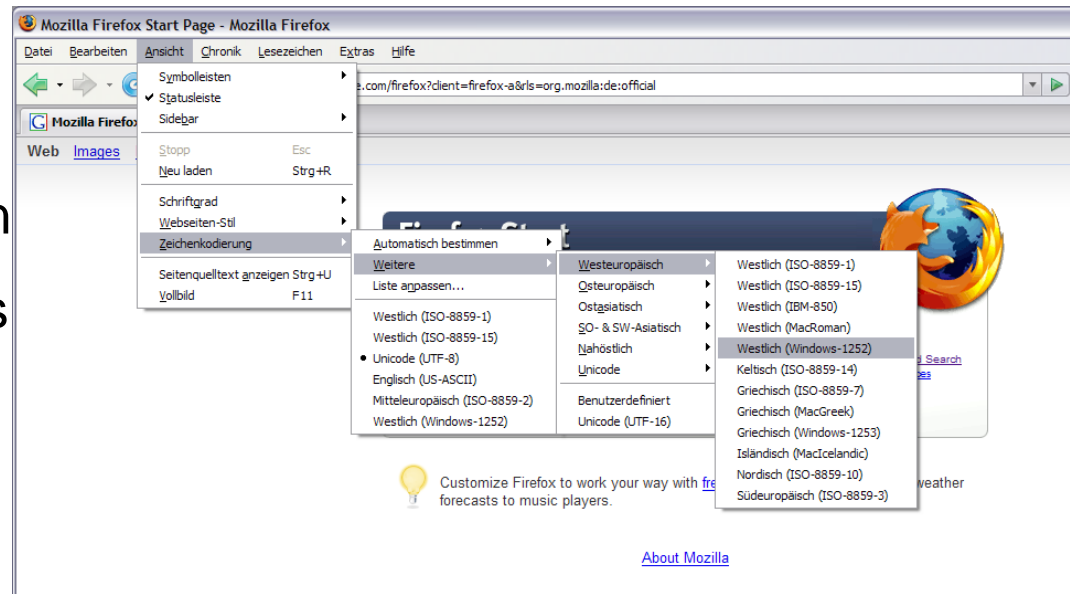 Mozilla Firefox Start Page - Mozilla Firefox
Datei Bearbeiten Ansicht Chronik Lesezeichen Extras Hilfe
e.com/firefox?client=firefox-a&rls=org.mozilla:de:official
Mozilla Firefox
Web Images
Symbolleisten
Statusleiste
Sidebar
Stopp Esc
Neu laden Strg+R
Schriftgrad
Webseiten-Stil
Zeichenkodierung
Seitenquelltext anzeigen Strg+U
Vollbild F11
n
s
Automatisch bestimmen
Weitere
Liste anpassen...
Westlich (ISO-8859-1)
Westlich (ISO-8859-15)
Unicode (UTF-8)
Englisch (US-ASCII)
Mitteleuropäisch (ISO-8859-2)
Westlich (Windows-1252)
Westeuropäisch
Osteuropäisch
Ostasiatisch
SO- & SW-Asiatisch
Nahöstlich
Unicode
Benutzerdefiniert
Unicode (UTF-16)
Westlich (ISO-8859-1)
Westlich (ISO-8859-15)
Westlich (IBM-850)
Westlich (MacRoman)
Westlich (Windows-1252)
Keltisch (ISO-8859-14)
Griechisch (ISO-8859-7)
Griechisch (MacGreek)
Griechisch (Windows-1253)
Isländisch (MacIcelandic)
Nordisch (ISO-8859-10)
Südeuropäisch (ISO-8859-3)
d Search
Customize Firefox to work your way with fre weather
forecasts to music players.
About Mozilla